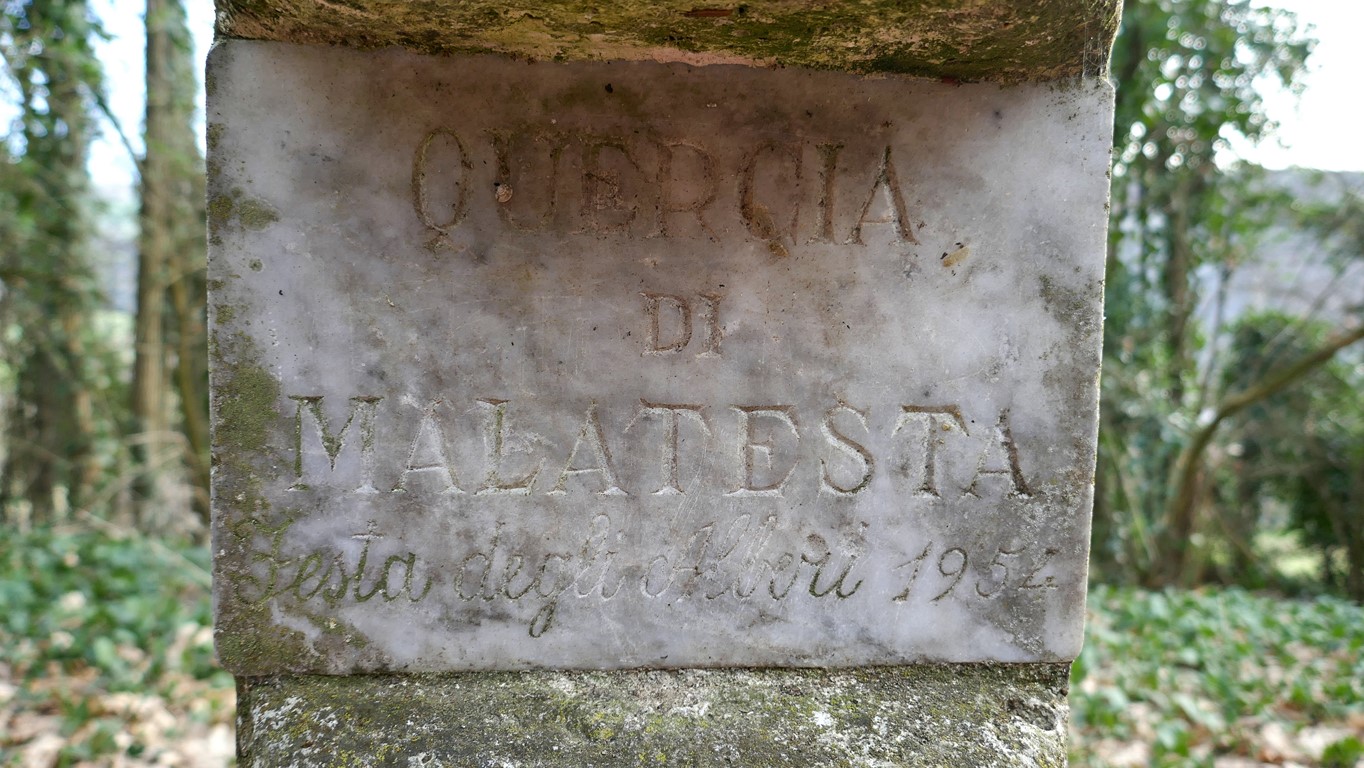 QUERCIA
DI
MALATESTA
Festa degli Alberi 1954